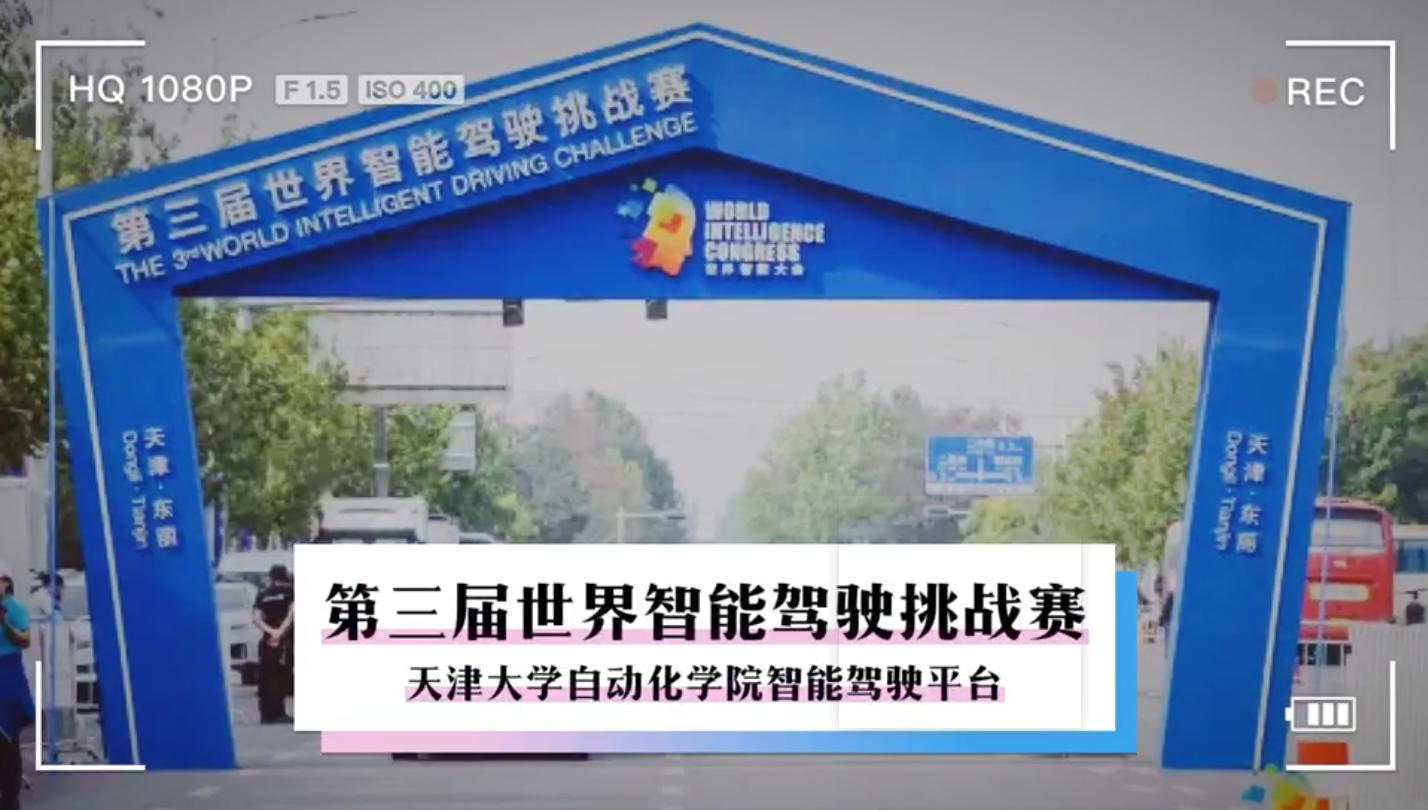 HQ 1080P F 1.5 ISO 400
REC
第三届世界智能驾驶挑战赛
THE 3rd WORLD INTELLIGENT DRIVING CHALLENGE
WORLD
INTELLIGENCE
CONGRESS
世界智能大会
天津·东丽
Dongli·Tianjin
天津·东丽
Dongli·Tianjin
第三届世界智能驾驶挑战赛
天津大学自动化学院智能驾驶平台